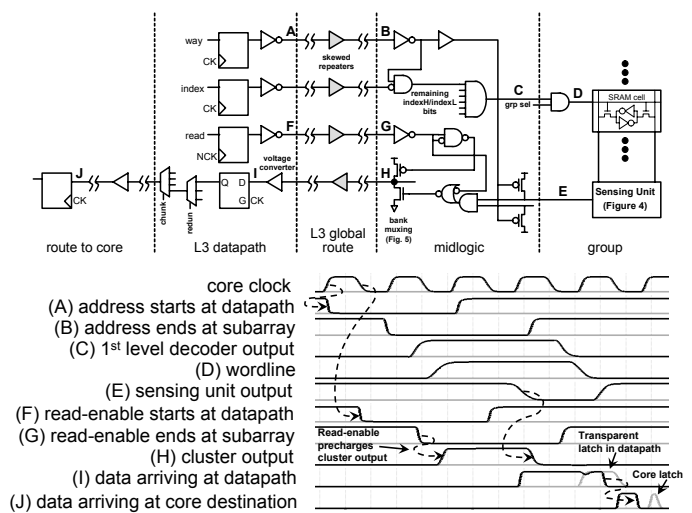 way
A
B
CK
skewed
repeaters
index
CK
remaining
indexH/indexL
bits
C
grp sel
D
SRAM cell
read
F
G
NCK
J
voltage
converter
I
H
Q D
G
CK
CK
chunk
redun
bank
muxing
(Fig. 5)
E
Sensing Unit
(Figure 4)
route to core
L3 datapath
L3 global
route
midlogic
group
core clock
(A) address starts at datapath
(B) address ends at subarray
(C) 1st level decoder output
(D) wordline
(E) sensing unit output
(F) read-enable starts at datapath
(G) read-enable ends at subarray
(H) cluster output
(I) data arriving at datapath
(J) data arriving at core destination
Read-enable
precharges
cluster output
Transparent
latch in datapath
Core latch